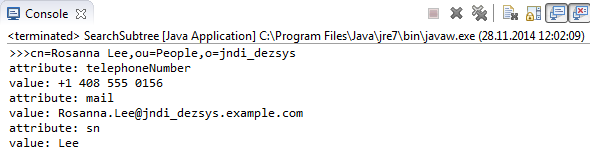 Console
<terminated> SearchSubtree [Java Application] C:\Program Files\Java\jre7\bin\javaw.exe (28.11.2014 12:02:09)
>>>cn=Rosanna Lee,ou=People,o=jndi_dezsys
attribute: telephoneNumber
value: +1 408 555 0156
attribute: mail
value: Rosanna.Lee@jndi_dezsys.example.com
attribute: sn
value: Lee